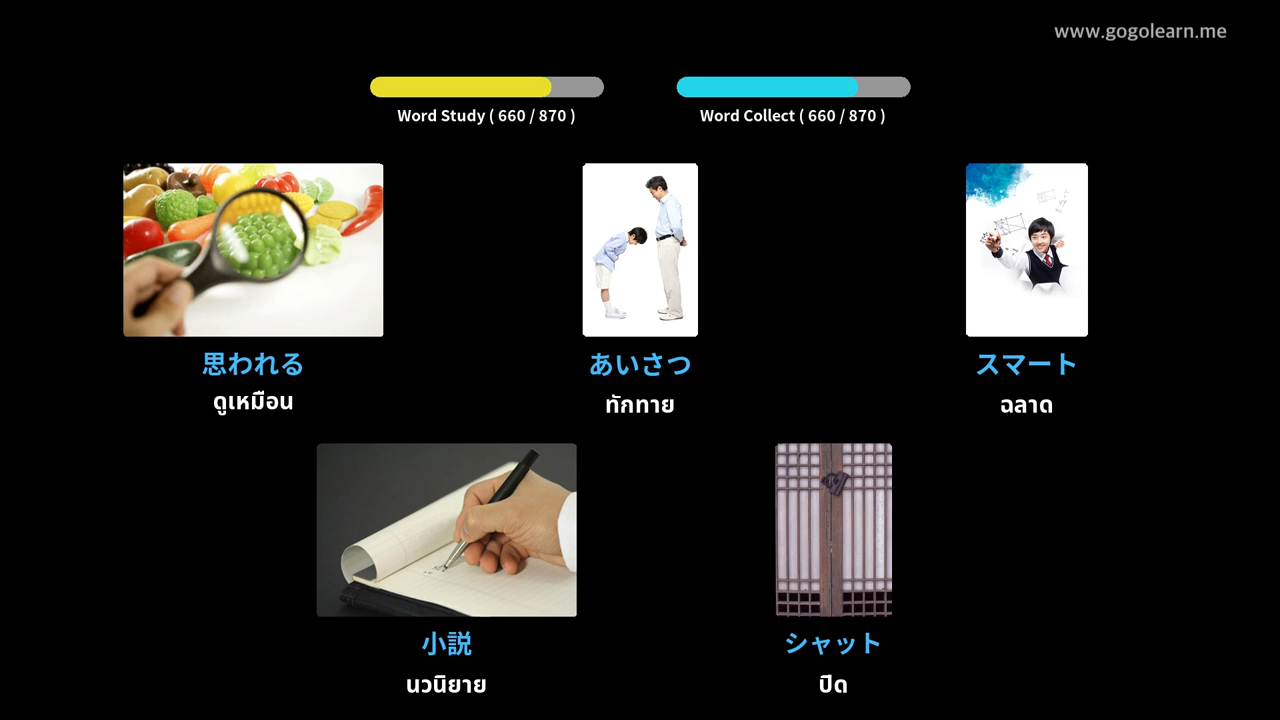 www.gogolearn.me
Word Study ( 660 / 870 )
Word Collect ( 660 / 870 )
思われる
あいさつ
スマート
ดูเหมือน
ทักทาย
ฉลาด
小説
シャット
นวนิยาย
ปิด